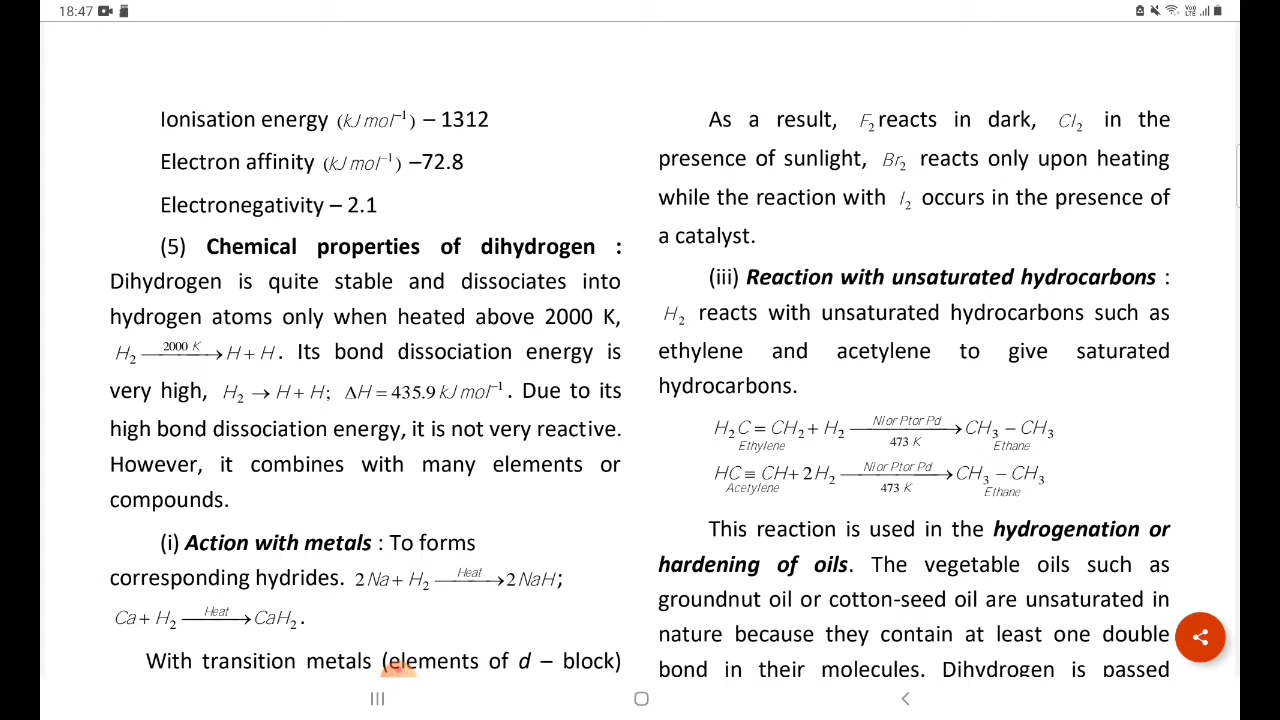 18:47
Ionisation energy (kJ mol⁻¹) – 1312
Electron affinity (kJ mol⁻¹) –72.8
Electronegativity – 2.1
(5) Chemical properties of dihydrogen :
Dihydrogen is quite stable and dissociates into
hydrogen atoms only when heated above 2000 K,
H₂ —2000 K→ H + H. Its bond dissociation energy is
very high, H₂ → H + H; ΔH = 435.9 kJ mol⁻¹. Due to its
high bond dissociation energy, it is not very reactive.
However, it combines with many elements or
compounds.
(i) Action with metals : To forms
corresponding hydrides. 2Na + H₂ —Heat→ 2NaH;
Ca + H₂ —Heat→ CaH₂.
With transition metals (elements of d – block)
As a result, F₂ reacts in dark, Cl₂ in the
presence of sunlight, Br₂ reacts only upon heating
while the reaction with I₂ occurs in the presence of
a catalyst.
(iii) Reaction with unsaturated hydrocarbons :
H₂ reacts with unsaturated hydrocarbons such as
ethylene and acetylene to give saturated
hydrocarbons.
Ni or Pt or Pd
H₂C = CH₂ + H₂ → CH₃ – CH₃
Ethylene 473 K Ethane
Ni or Pt or Pd
HC ≡ CH + 2H₂ → CH₃ – CH₃
Acetylene 473 K Ethane
This reaction is used in the hydrogenation or
hardening of oils. The vegetable oils such as
groundnut oil or cotton-seed oil are unsaturated in
nature because they contain at least one double
bond in their molecules. Dihydrogen is passed